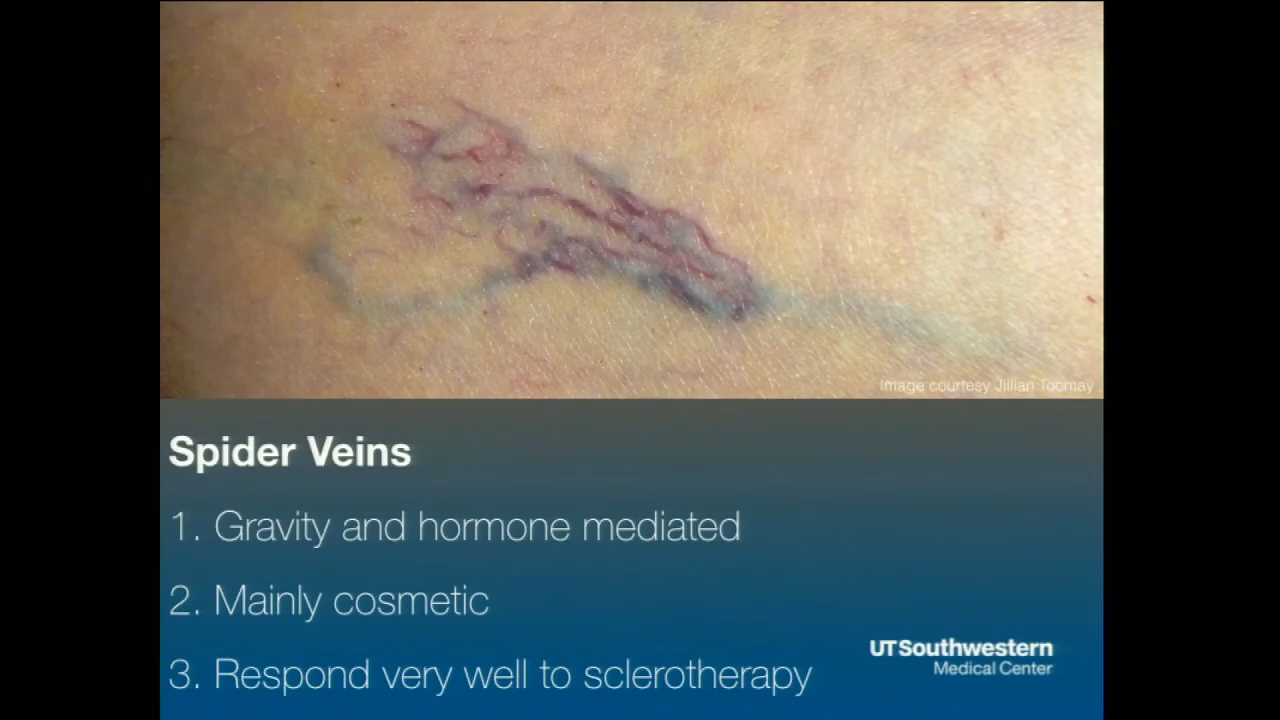 Image courtesy Jillian Toomay
Spider Veins
1. Gravity and hormone mediated
2. Mainly cosmetic
3. Respond very well to sclerotherapy
UTSouthwestern
Medical Center